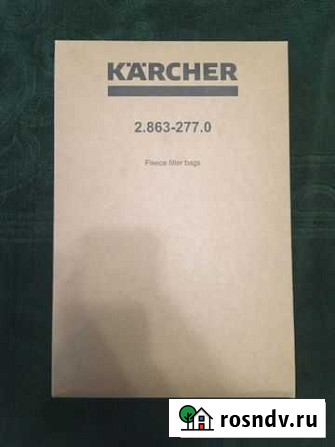 KÄRCHER
2.863-277.0
Fleece filter bags
rosndv.ru